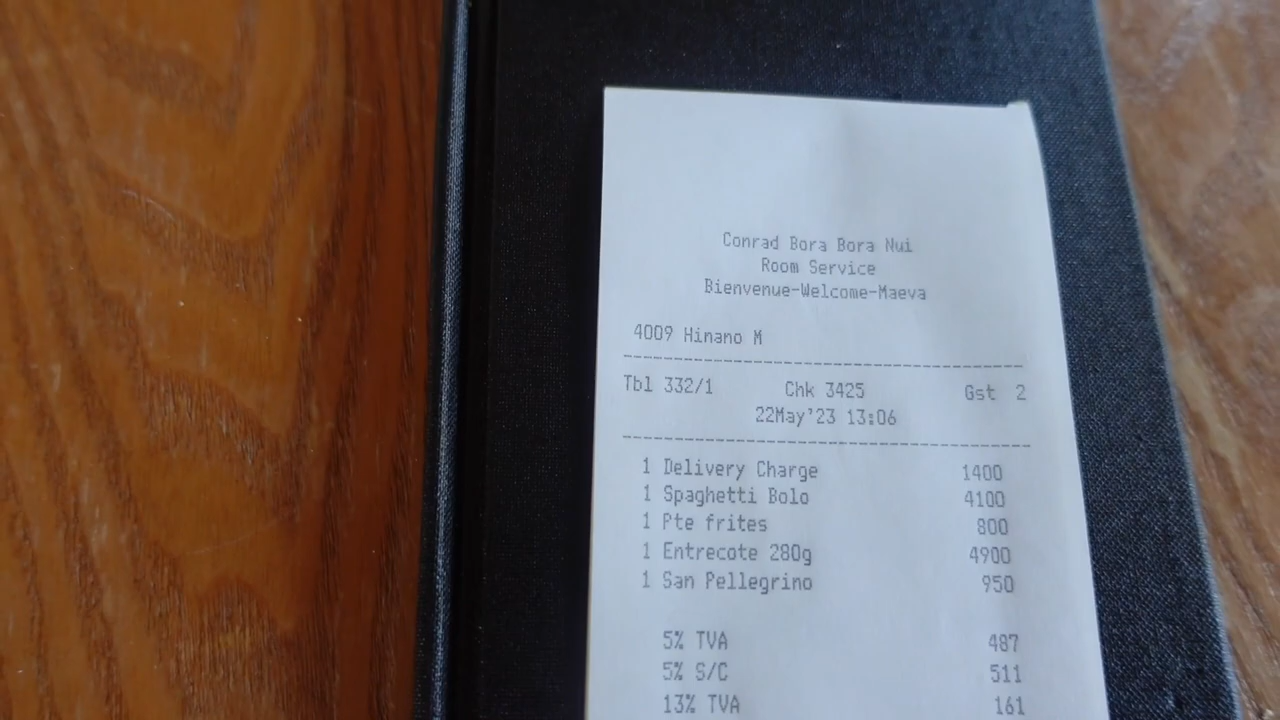 Conrad Bora Bora Nui
Room Service
Bienvenue-Welcome-Maeva
4009 Hinano M
Tbl 332/1 Chk 3425 Gst 2
22May'23 13:06
1 Delivery Charge 1400
1 Spaghetti Bolo 4100
1 Pte frites 800
1 Entrecote 280g 4900
1 San Pellegrino 950
5% TVA 487
5% S/C 511
13% TVA 161